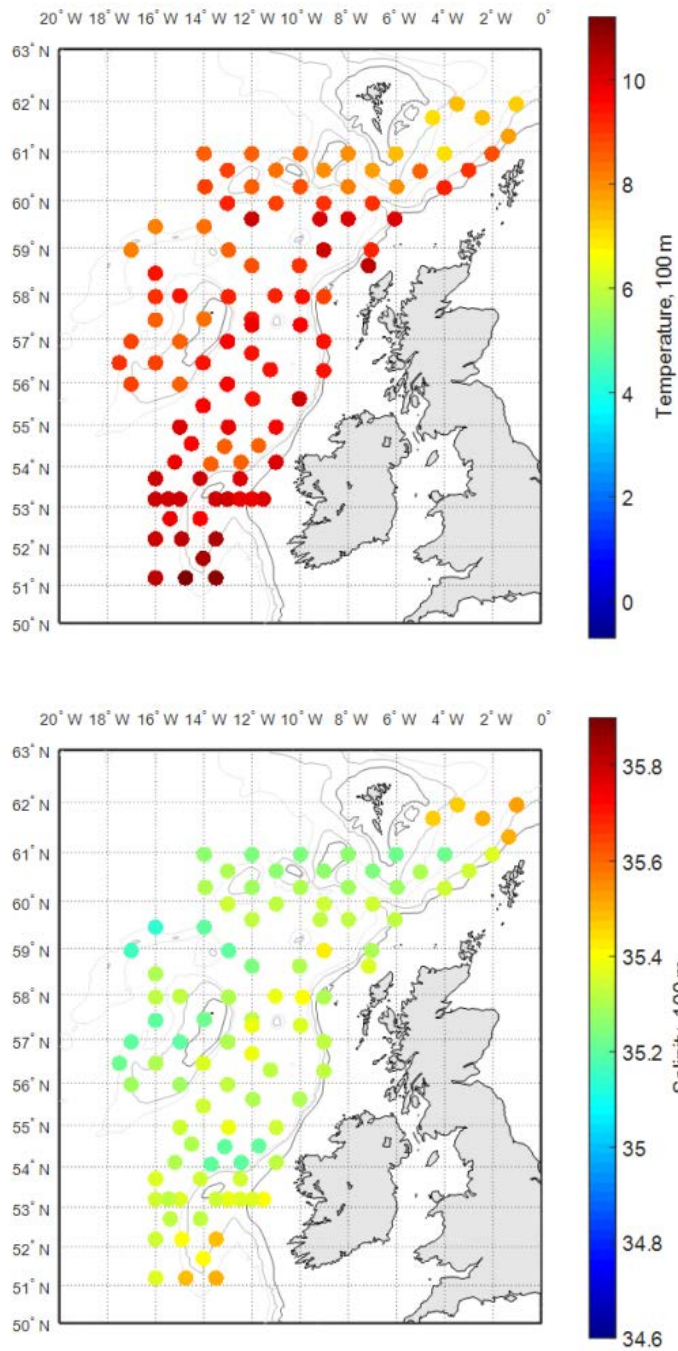 20° W 18° W 16° W 14° W 12° W 10° W 8° W 6° W 4° W 2° W 0°
63° N
62° N
61° N
60° N
59° N
58° N
57° N
56° N
55° N
54° N
53° N
52° N
51° N
50° N
10
8
6
4
2
0
Temperature, 100 m
20° W 18° W 16° W 14° W 12° W 10° W 8° W 6° W 4° W 2° W 0°
63° N
62° N
61° N
60° N
59° N
58° N
57° N
56° N
55° N
54° N
53° N
52° N
51° N
50° N
35.8
35.6
35.4
35.2
35
34.8
34.6
Salinity, 100 m